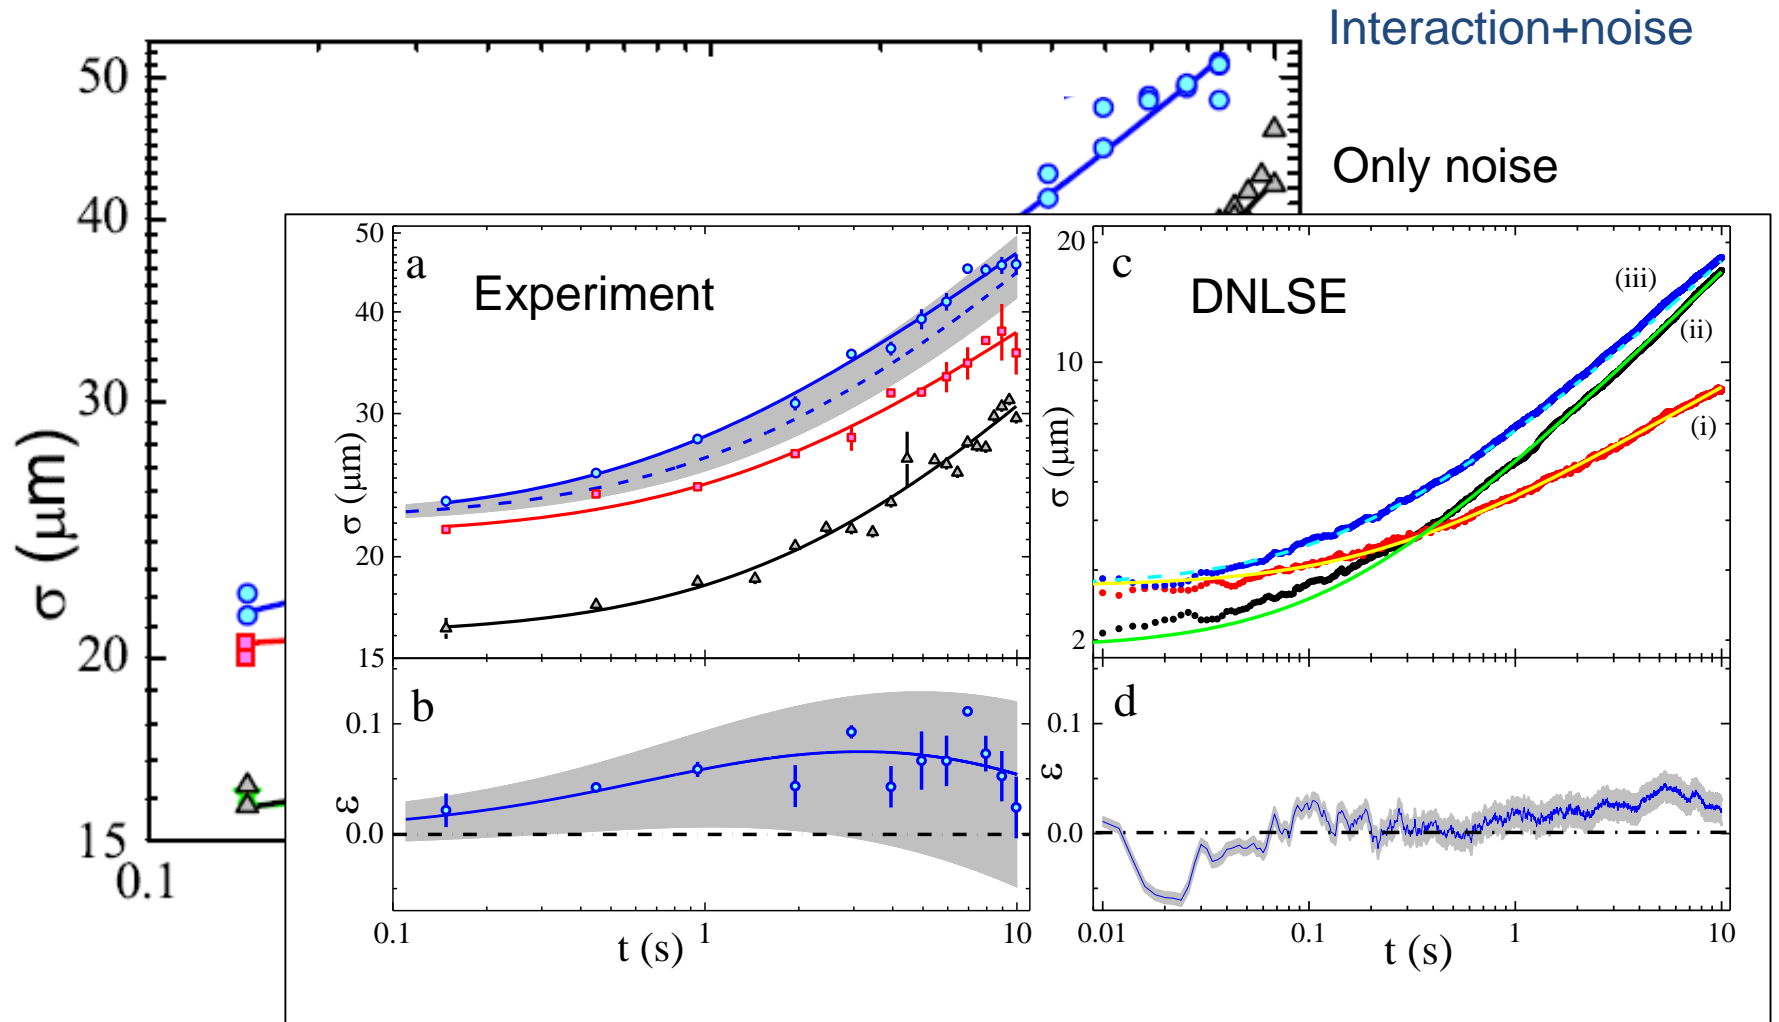 Interaction+noise
Only noise
50
40
30
20
15
0.1
σ (μm)
a
Experiment
50
40
30
20
15
σ (μm)
b
0.1
0.0
ε
0.1
1
10
t (s)
c
DNLSE
(iii)
(ii)
(i)
20
10
2
σ (μm)
d
0.1
0.0
ε
0.01
0.1
1
10
t (s)